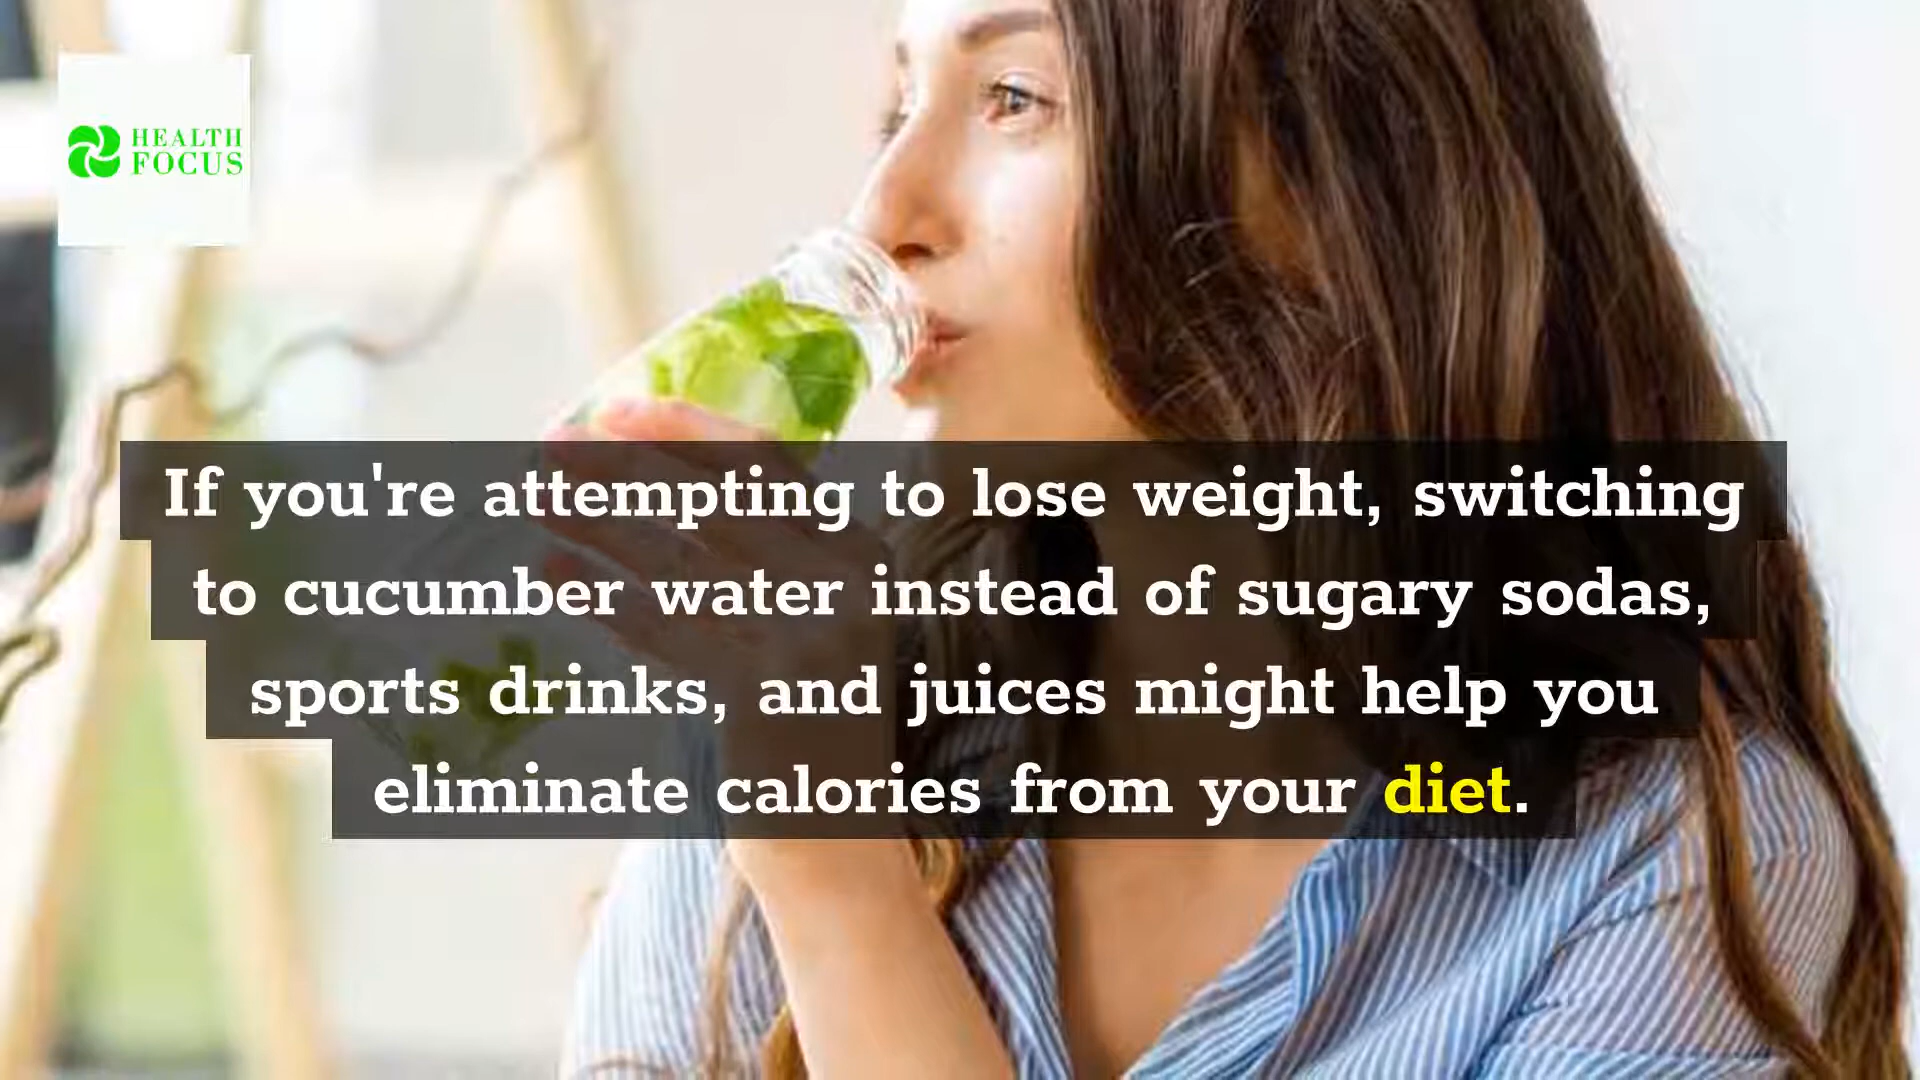 HEALTH
FOCUS
If you're attempting to lose weight, switching
to cucumber water instead of sugary sodas,
sports drinks, and juices might help you
eliminate calories from your diet.